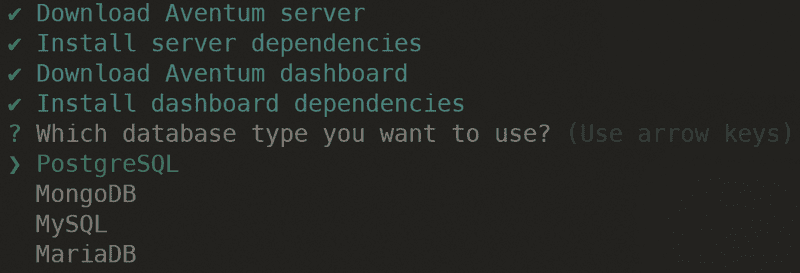 ✔ Download Aventum server
✔ Install server dependencies
✔ Download Aventum dashboard
✔ Install dashboard dependencies
? Which database type you want to use? (Use arrow keys)
❯ PostgreSQL
MongoDB
MySQL
MariaDB